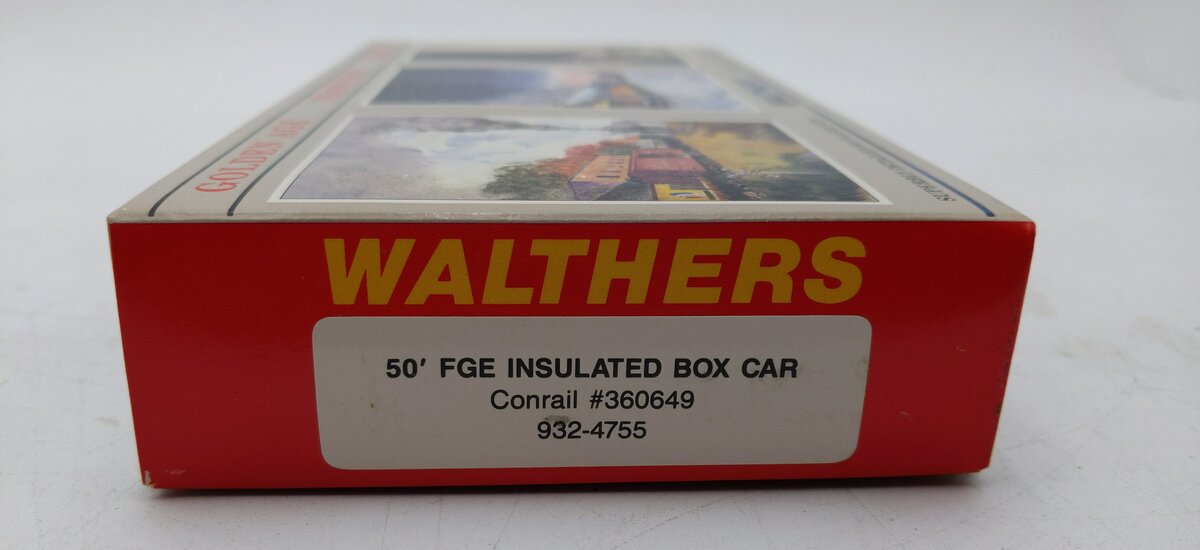 GOLDEN AGE
WALTHERS
50' FGE INSULATED BOX CAR
Conrail #360649
932-4755